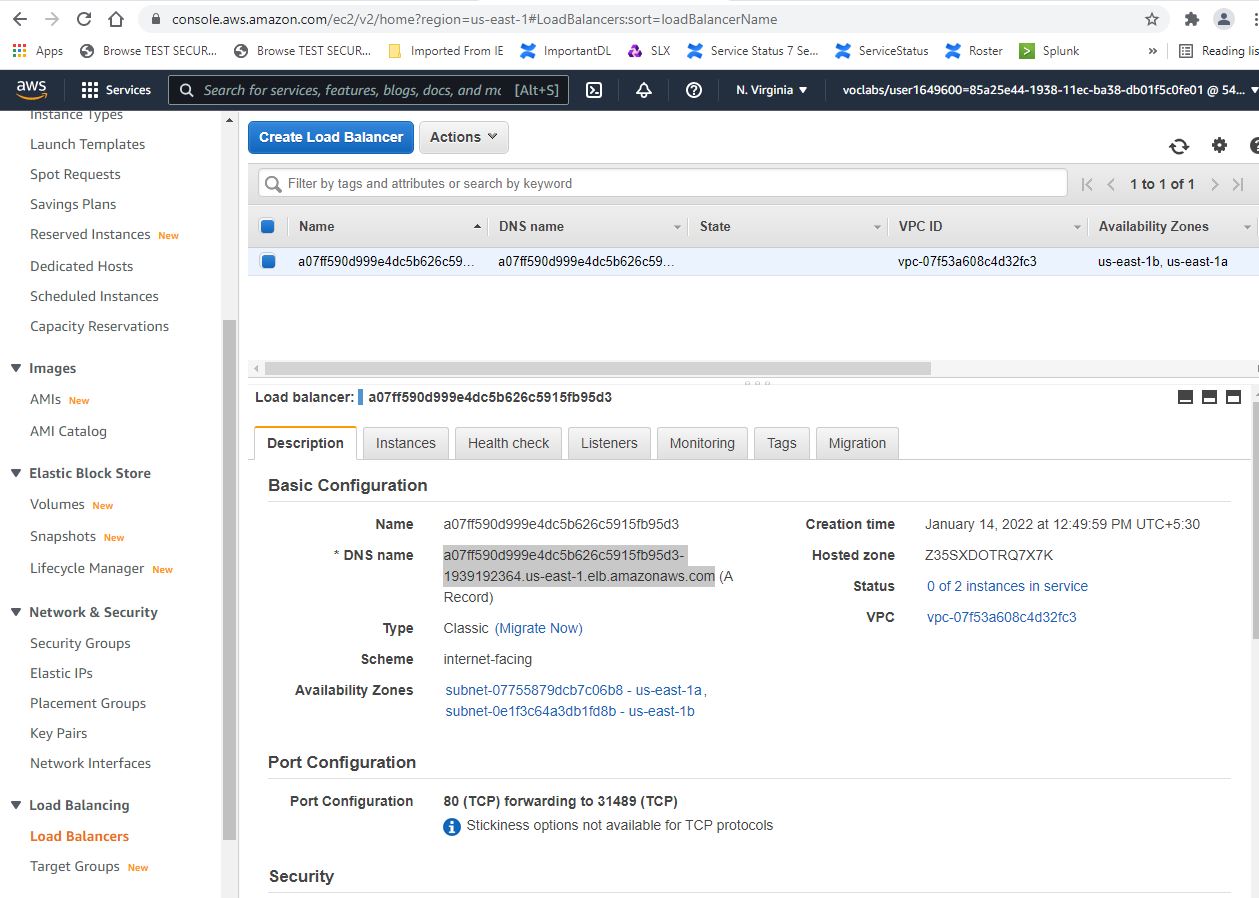 console.aws.amazon.com/ec2/v2/home?region=us-east-1#LoadBalancers:sort=loadBalancerName
Apps Browse TEST SECUR... Browse TEST SECUR... Imported From IE ImportantDL SLX Service Status 7 Se... ServiceStatus Roster Splunk » Reading lis
aws Services Search for services, features, blogs, docs, and mo [Alt+S] N. Virginia ▼ voclabs/user1649600=85a25e44-1938-11ec-ba38-db01f5c0fe01 @ 54... ▼
Instance Types
Launch Templates
Spot Requests
Savings Plans
Reserved Instances New
Dedicated Hosts
Scheduled Instances
Capacity Reservations
Images
AMIs New
AMI Catalog
Elastic Block Store
Volumes New
Snapshots New
Lifecycle Manager New
Network & Security
Security Groups
Elastic IPs
Placement Groups
Key Pairs
Network Interfaces
Load Balancing
Load Balancers
Target Groups New
Create Load Balancer Actions
Filter by tags and attributes or search by keyword 1 to 1 of 1
Name DNS name State VPC ID Availability Zones
a07ff590d999e4dc5b626c59... a07ff590d999e4dc5b626c59... vpc-07f53a608c4d32fc3 us-east-1b, us-east-1a
Load balancer: a07ff590d999e4dc5b626c5915fb95d3
Description Instances Health check Listeners Monitoring Tags Migration
Basic Configuration
Name a07ff590d999e4dc5b626c5915fb95d3
* DNS name a07ff590d999e4dc5b626c5915fb95d3-
1939192364.us-east-1.elb.amazonaws.com (A
Record)
Type Classic (Migrate Now)
Scheme internet-facing
Availability Zones subnet-07755879dcb7c06b8 - us-east-1a,
subnet-0e1f3c64a3db1fd8b - us-east-1b
Creation time January 14, 2022 at 12:49:59 PM UTC+5:30
Hosted zone Z35SXDOTRQ7X7K
Status 0 of 2 instances in service
VPC vpc-07f53a608c4d32fc3
Port Configuration
Port Configuration 80 (TCP) forwarding to 31489 (TCP)
Stickiness options not available for TCP protocols
Security